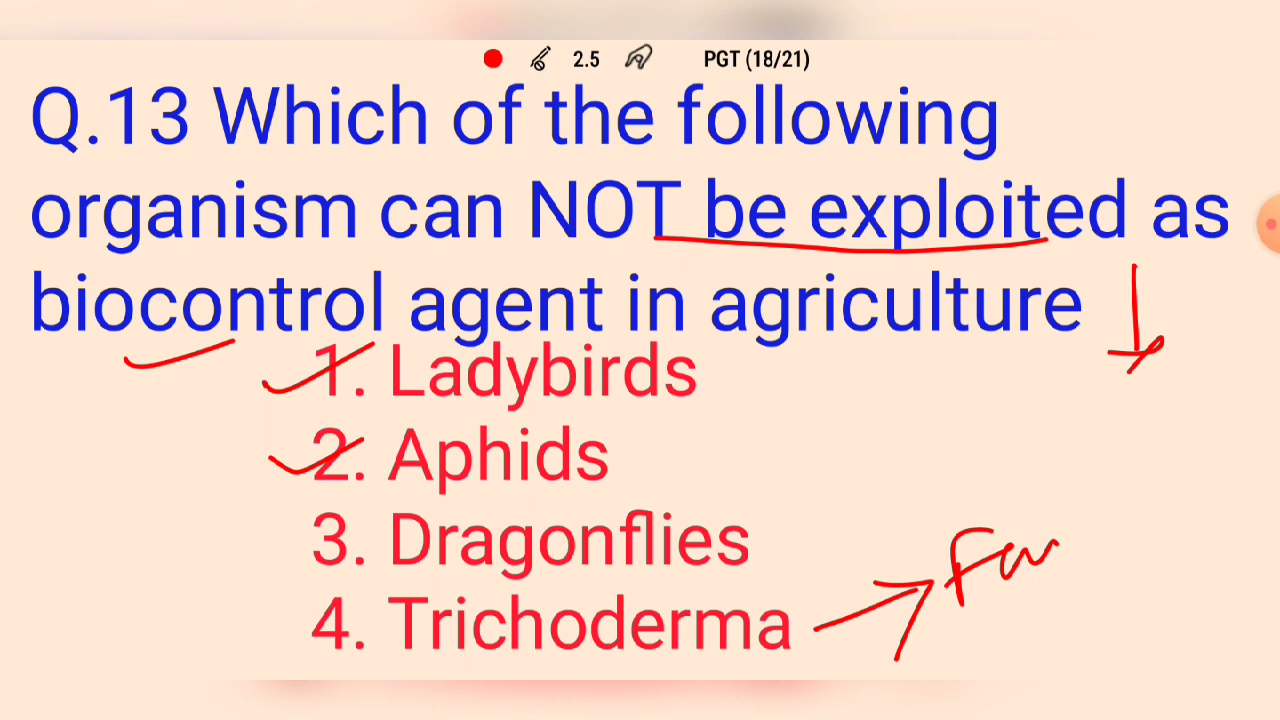 2.5 PGT (18/21)
Q.13 Which of the following
organism can NOT be exploited as
biocontrol agent in agriculture
1. Ladybirds
2. Aphids
3. Dragonflies
4. Trichoderma